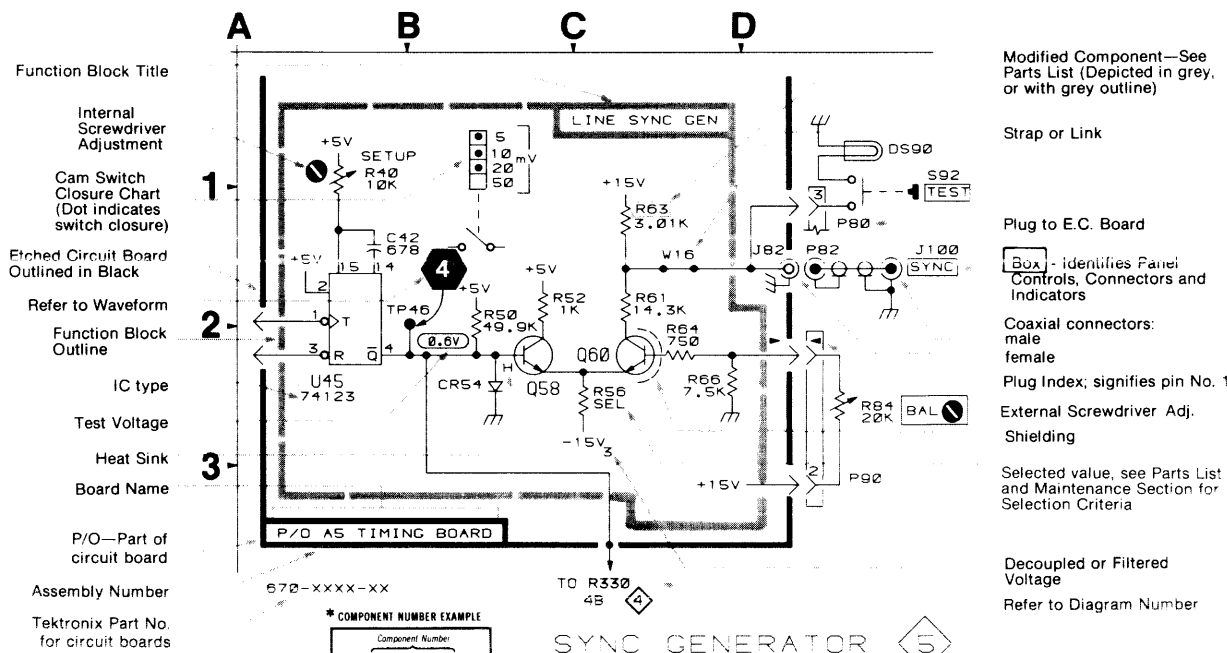 A B C D
Function Block Title
Internal
Screwdriver
Adjustment
Cam Switch
Closure Chart
(Dot indicates
switch closure)
Etched Circuit Board
Outlined in Black
Refer to Waveform
Function Block
Outline
IC type
Test Voltage
Heat Sink
Board Name
P/O—Part of
circuit board
Assembly Number
Tektronix Part No.
for circuit boards
1
2
3
LINE SYNC GEN
+5V
SETUP
R40
10K
5
10
20
50
mV
C42
678
+5V
15
14
2
1
T
3
R
Q
4
U45
74123
TP46
4
0.6V
+5V
R50
49.9K
CR54
H
+5V
R52
1K
Q58
Q60
R56
SEL
-15V
3
+15V
R63
3.01K
W16
R61
14.3K
R64
750
R66
7.5K
+15V
J82
P82
J100
SYNC
DS90
S92
TEST
3
P80
R84
20K
BAL
2
P90
P/O A5 TIMING BOARD
670-XXXX-XX
TO R330
4B
4
* COMPONENT NUMBER EXAMPLE
Component Number
SYNC GENERATOR
5
Modified Component—See
Parts List (Depicted in grey,
or with grey outline)
Strap or Link
Plug to E.C. Board
Box - Identifies Panel
Controls, Connectors and
Indicators
Coaxial connectors:
male
female
Plug Index; signifies pin No. 1
External Screwdriver Adj.
Shielding
Selected value, see Parts List
and Maintenance Section for
Selection Criteria
Decoupled or Filtered
Voltage
Refer to Diagram Number